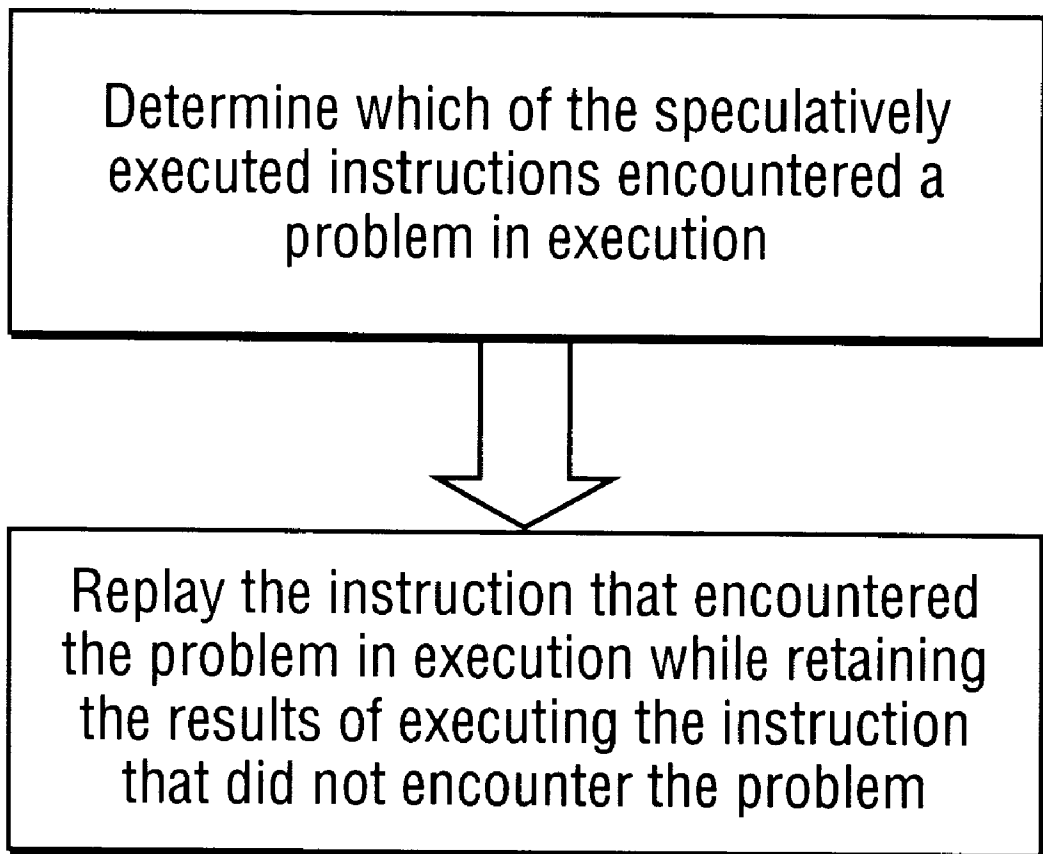 Determine which of the speculatively
executed instructions encountered a
problem in execution
Replay the instruction that encountered
the problem in execution while retaining
the results of executing the instruction
that did not encounter the problem